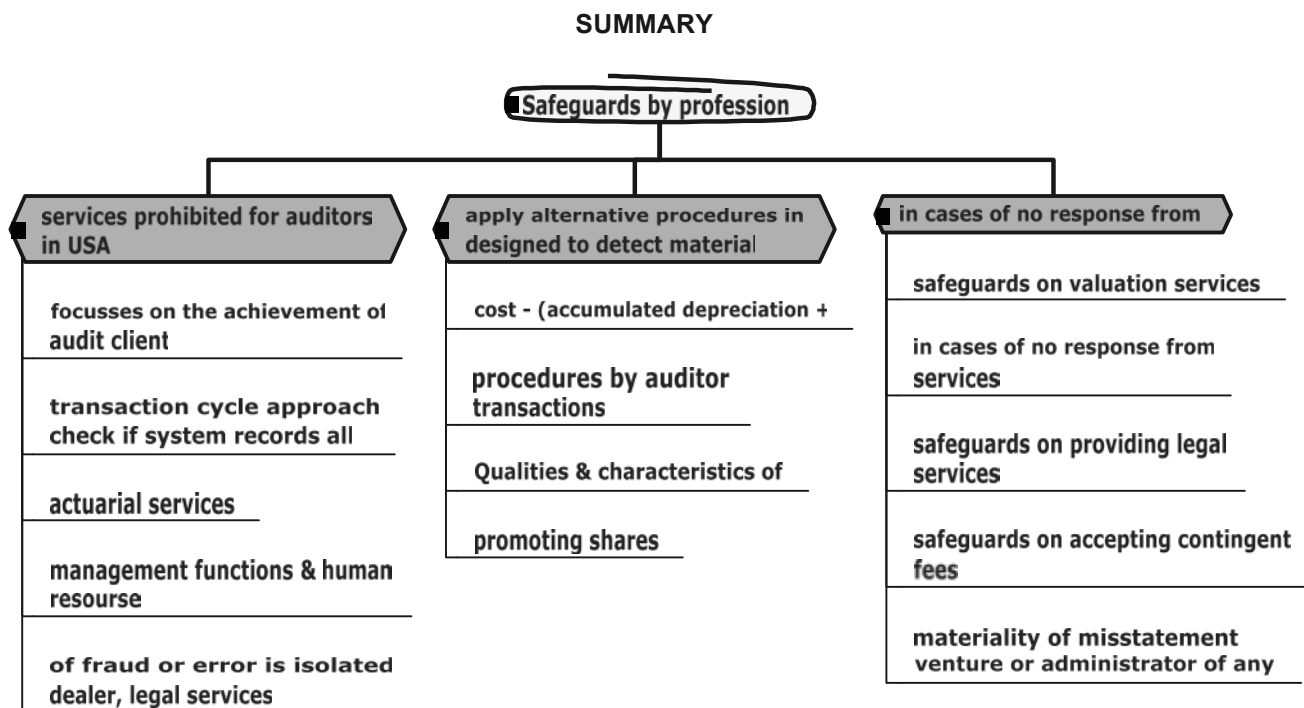 SUMMARY
Safeguards by profession
services prohibited for auditors
in USA
focusses on the achievement of
audit client
transaction cycle approach
check if system records all
actuarial services
management functions & human
resourse
of fraud or error is isolated
dealer, legal services
apply alternative procedures in
designed to detect material
cost - (accumulated depreciation +
procedures by auditor
transactions
Qualities & characteristics of
promoting shares
in cases of no response from
safeguards on valuation services
in cases of no response from
services
safeguards on providing legal
services
safeguards on accepting contingent
fees
materiality of misstatement
venture or administrator of any